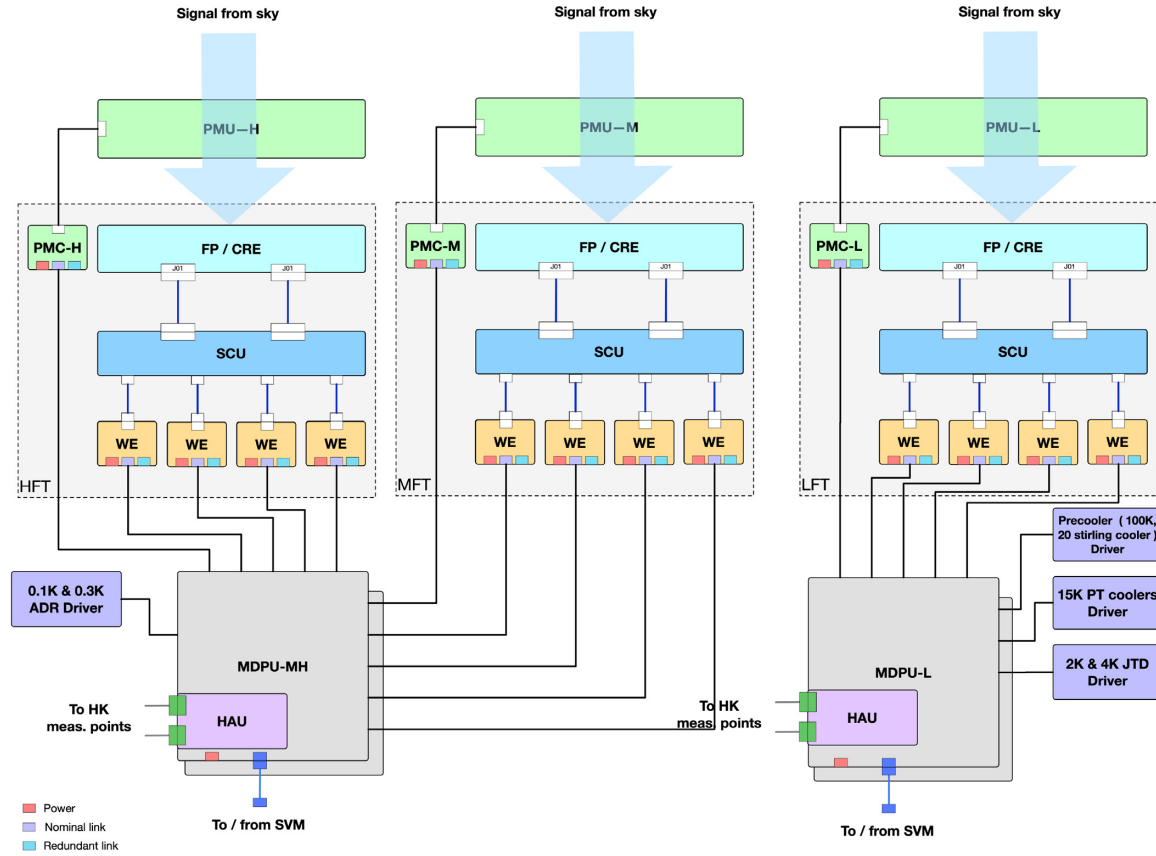 Signal from sky
Signal from sky
Signal from sky
PMU—H
PMU—M
PMU—L
PMC-H
FP / CRE
PMC-M
FP / CRE
PMC-L
FP / CRE
J01
J01
J01
J01
J01
J01
SCU
SCU
SCU
WE
WE
WE
WE
WE
WE
WE
WE
WE
WE
WE
WE
HFT
MFT
LFT
Precooler ( 100K,
20 stirling cooler )
Driver
0.1K & 0.3K
ADR Driver
15K PT coolers
Driver
MDPU-MH
MDPU-L
2K & 4K JTD
Driver
To HK
meas. points
HAU
To HK
meas. points
HAU
Power
Nominal link
Redundant link
To / from SVM
To / from SVM